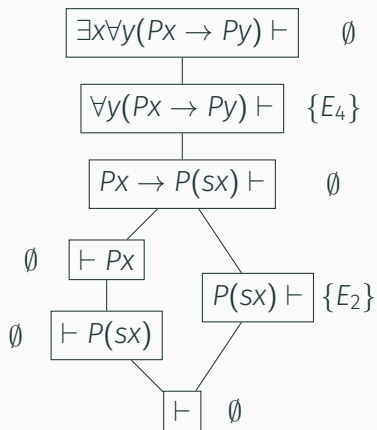 ∃x∀y(Px → Py) ⊢ ∅
∀y(Px → Py) ⊢ {E₄}
Px → P(sx) ⊢ ∅
∅ ⊢ Px
P(sx) ⊢ {E₂}
∅ ⊢ P(sx)
⊢ ∅